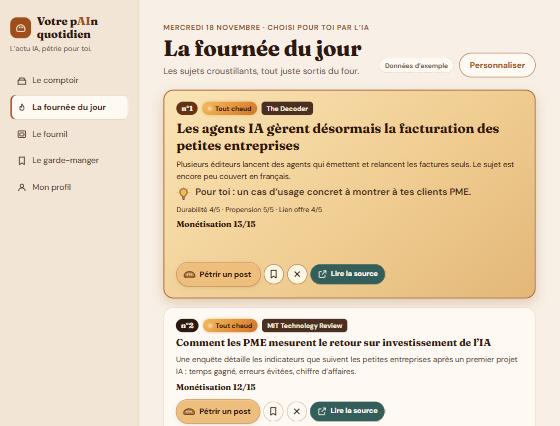 Votre pAIn
quotidien
L'actu IA, pétrie pour toi.
Le comptoir
La fournée du jour
Le fournil
Le garde-manger
Mon profil
MERCREDI 18 NOVEMBRE · CHOISI POUR TOI PAR L'IA
La fournée du jour
Les sujets croustillants, tout juste sortis du four.
Données d'exemple
Personnaliser
n°1 Tout chaud The Decoder
Les agents IA gèrent désormais la facturation des
petites entreprises
Plusieurs éditeurs lancent des agents qui émettent et relancent les factures seuls. Le sujet est
encore peu couvert en français.
Pour toi : un cas d'usage concret à montrer à tes clients PME.
Durabilité 4/5 · Propension 5/5 · Lien offre 4/5
Monétisation 13/15
Pétrir un post
Lire la source
n°2 Tout chaud MIT Technology Review
Comment les PME mesurent le retour sur investissement de l'IA
Une enquête détaille les indicateurs que suivent les petites entreprises après un premier projet
IA : temps gagné, erreurs évitées, chiffre d'affaires.
Monétisation 12/15
Pétrir un post
Lire la source